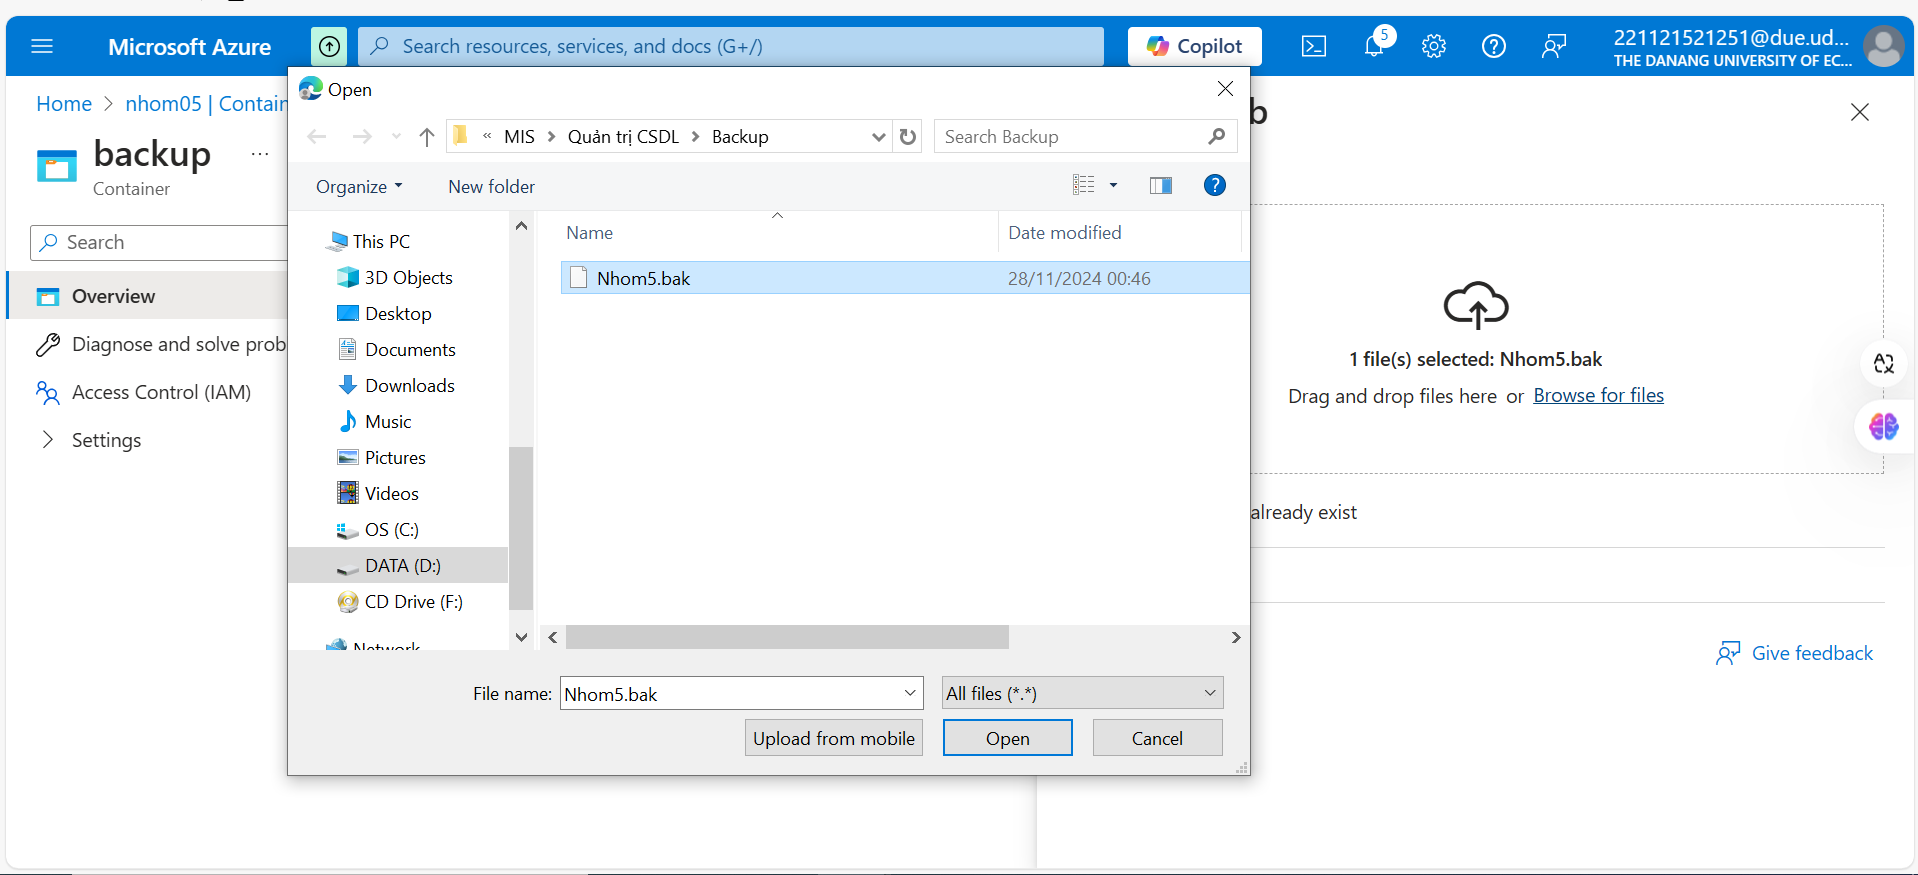 Microsoft Azure
Search resources, services, and docs (G+/)
Copilot
5
221121521251@due.ud...
THE DANANG UNIVERSITY OF EC...
Home > nhom05 | Contain
backup ...
Container
Search
Overview
Diagnose and solve prob
Access Control (IAM)
Settings
Open
« MIS > Quản trị CSDL > Backup
Search Backup
Organize
New folder
?
This PC
3D Objects
Desktop
Documents
Downloads
Music
Pictures
Videos
OS (C:)
DATA (D:)
CD Drive (F:)
Network
Name
Date modified
Nhom5.bak
28/11/2024 00:46
File name: Nhom5.bak
All files (*.*)
Upload from mobile
Open
Cancel
b
1 file(s) selected: Nhom5.bak
Drag and drop files here or Browse for files
already exist
Give feedback